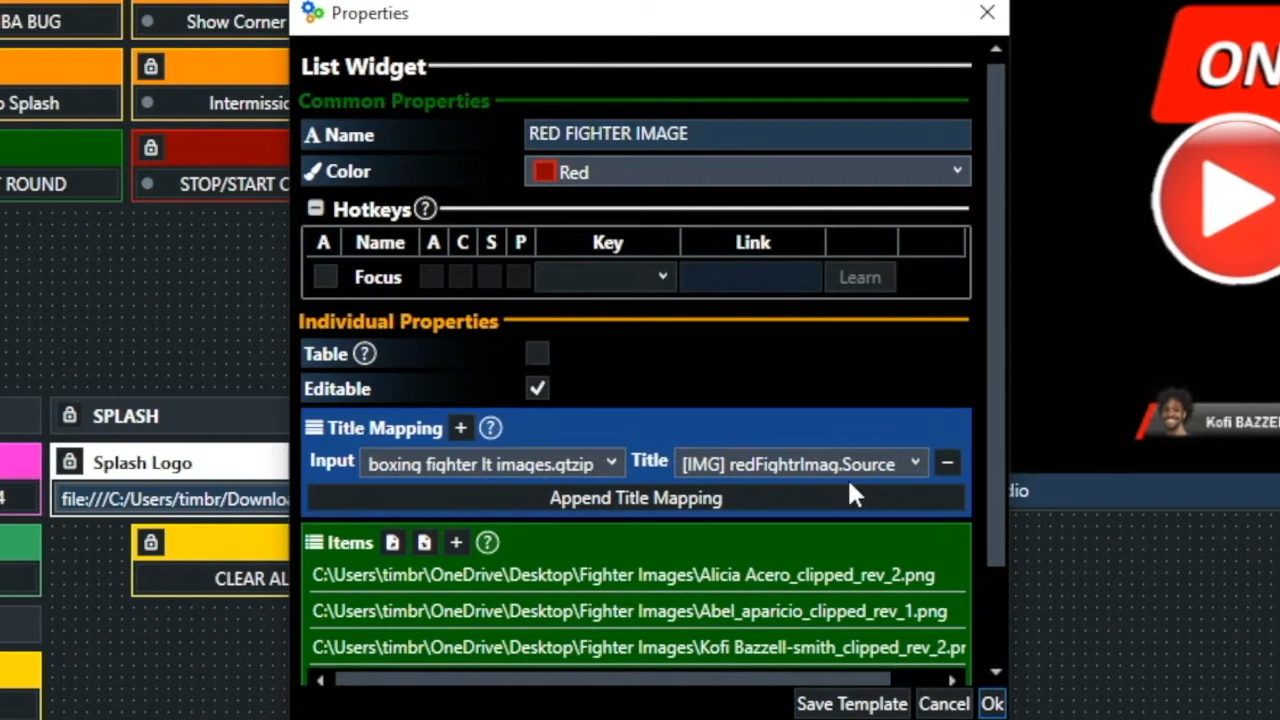 BA BUG
Show Corner
Properties
ON
List Widget
Common Properties
o Splash
Intermissio
A Name
RED FIGHTER IMAGE
Color
Red
T ROUND
STOP/START C
Hotkeys ?
A Name A C S P Key Link
Focus
Learn
Individual Properties
Table ?
Editable
SPLASH
Title Mapping + ?
Kofi BAZZE
Splash Logo
Input boxing fighter lt images.gtzip Title [IMG] redFightrImag.Source −
4
file:///C:/Users/timbr/Downlo
Append Title Mapping
dio
Items + ?
CLEAR AL
C:\Users\timbr\OneDrive\Desktop\Fighter Images\Alicia Acero_clipped_rev_2.png
C:\Users\timbr\OneDrive\Desktop\Fighter Images\Abel_aparicio_clipped_rev_1.png
C:\Users\timbr\OneDrive\Desktop\Fighter Images\Kofi Bazzell-smith_clipped_rev_2.pr
Save Template Cancel Ok